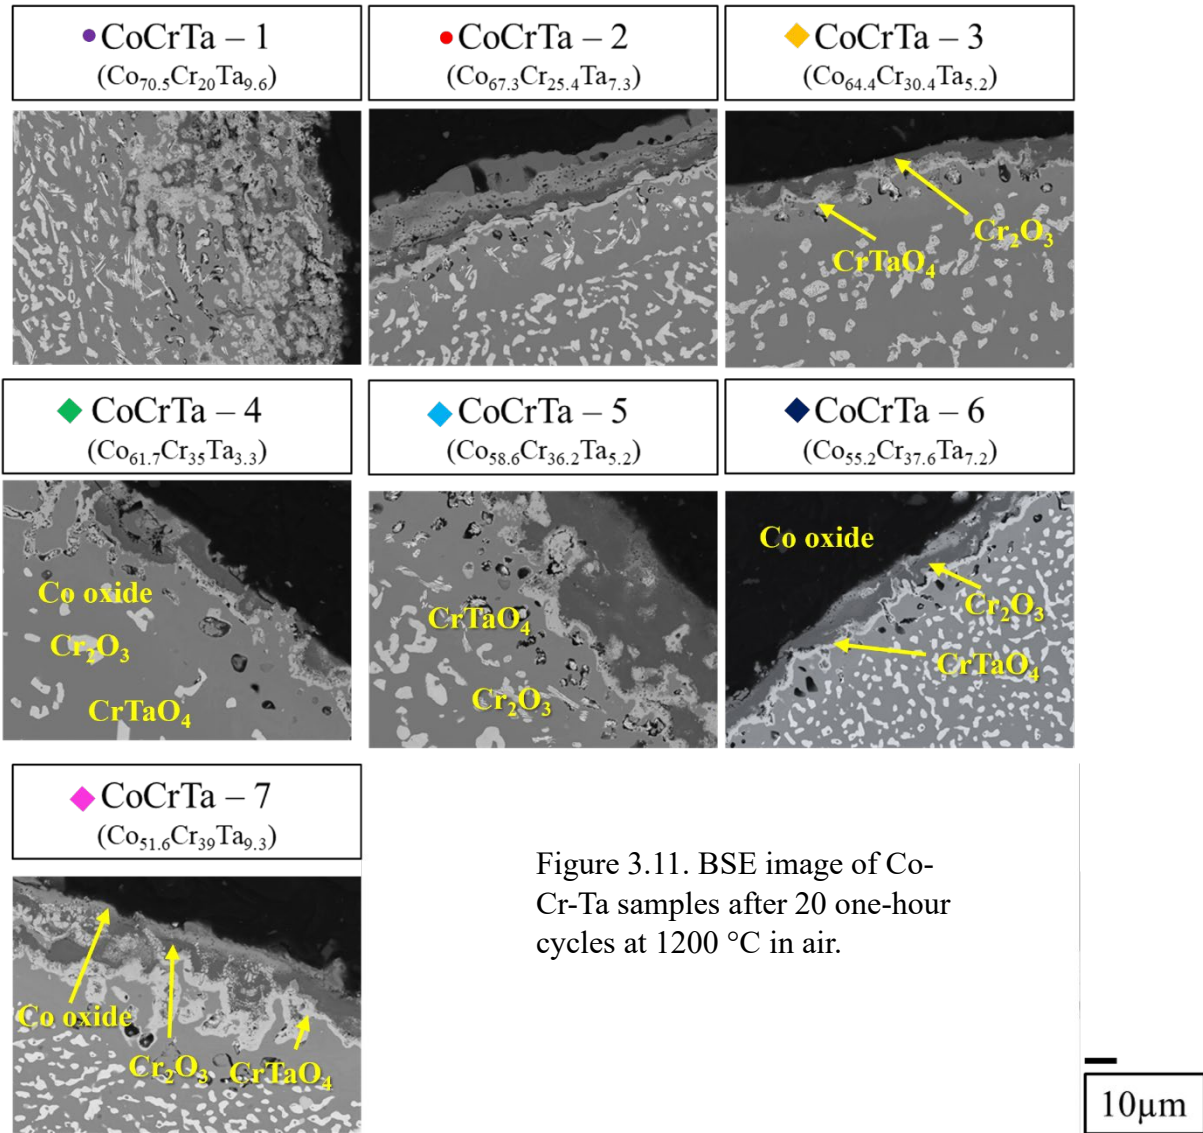 CoCrTa – 1
(Co₇₀.₅Cr₂₀Ta₉.₆)
CoCrTa – 2
(Co₆₇.₃Cr₂₅.₄Ta₇.₃)
CoCrTa – 3
(Co₆₄.₄Cr₃₀.₄Ta₅.₂)
Cr₂O₃
CrTaO₄
CoCrTa – 4
(Co₆₁.₇Cr₃₅Ta₃.₃)
CoCrTa – 5
(Co₅₈.₆Cr₃₆.₂Ta₅.₂)
CoCrTa – 6
(Co₅₅.₂Cr₃₇.₆Ta₇.₂)
Co oxide
Cr₂O₃
CrTaO₄
CrTaO₄
Cr₂O₃
Co oxide
Cr₂O₃
CrTaO₄
CoCrTa – 7
(Co₅₁.₆Cr₃₉Ta₉.₃)
Co oxide
Cr₂O₃
CrTaO₄
Figure 3.11. BSE image of Co-
Cr-Ta samples after 20 one-hour
cycles at 1200 °C in air.
10µm